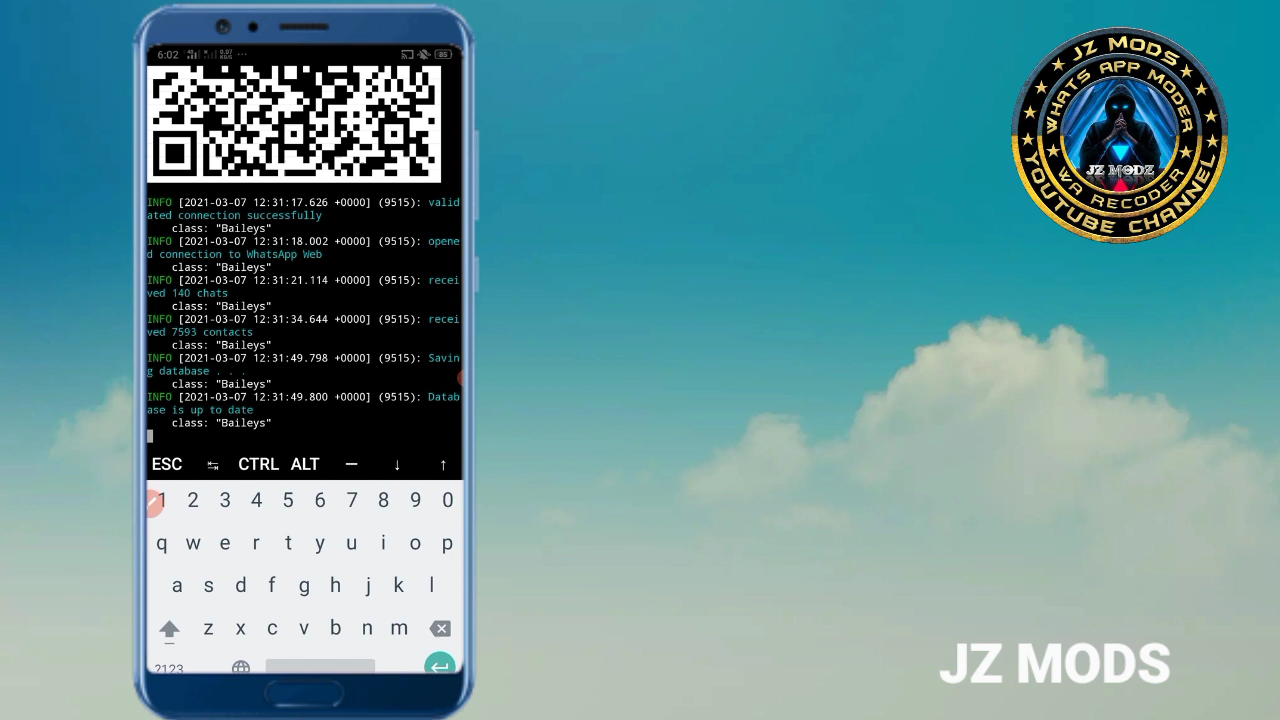 6:02 4G 0.07 KB/S ... 85
INFO [2021-03-07 12:31:17.626 +0000] (9515): valid
ated connection successfully
class: "Baileys"
INFO [2021-03-07 12:31:18.002 +0000] (9515): opene
d connection to WhatsApp Web
class: "Baileys"
INFO [2021-03-07 12:31:21.114 +0000] (9515): recei
ved 140 chats
class: "Baileys"
INFO [2021-03-07 12:31:34.644 +0000] (9515): recei
ved 7593 contacts
class: "Baileys"
INFO [2021-03-07 12:31:49.798 +0000] (9515): Savin
g database . . .
class: "Baileys"
INFO [2021-03-07 12:31:49.800 +0000] (9515): Datab
ase is up to date
class: "Baileys"
ESC ↹ CTRL ALT — ↓ ↑
1 2 3 4 5 6 7 8 9 0
q w e r t y u i o p
a s d f g h j k l
z x c v b n m
?123
JZ MODS
WHATS APP MODER
JZ MODZ
WA RECODER
YOUTUBE CHANNEL
JZ MODS